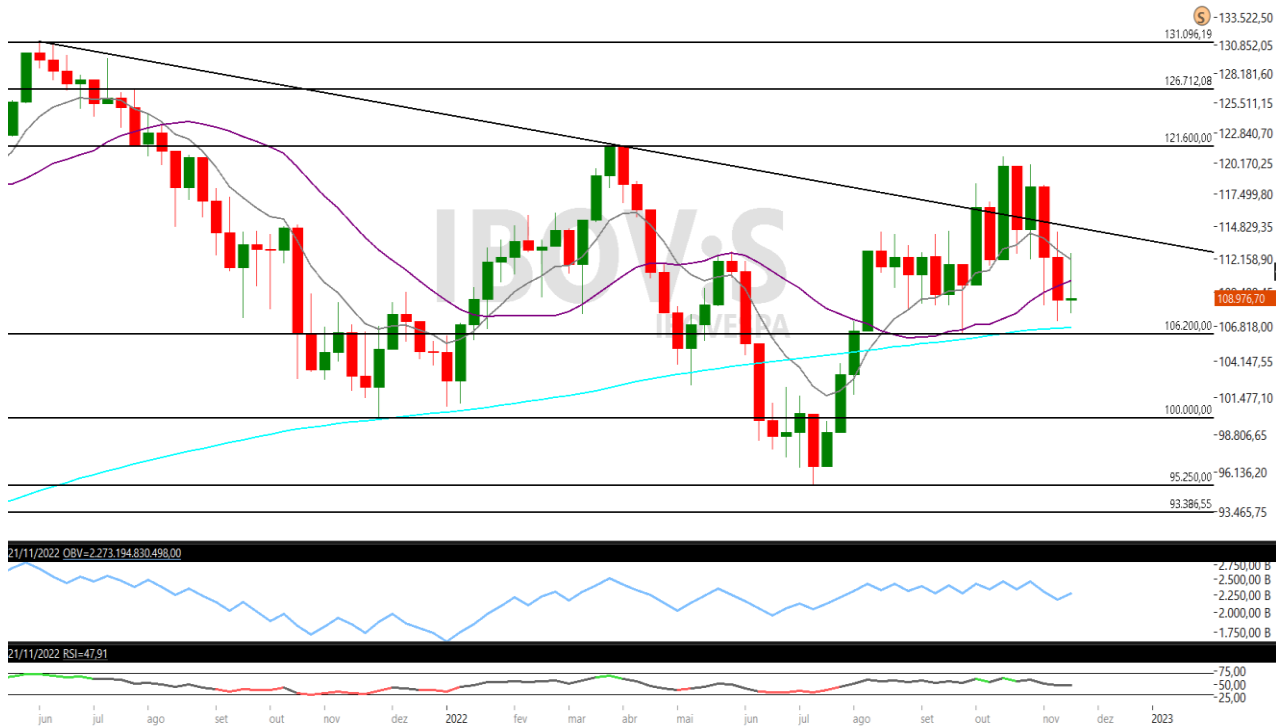 S
133.522,50
131.096,19
130.852,05
128.181,60
126.712,08
125.511,15
122.840,70
121.600,00
120.170,25
117.499,80
114.829,35
112.158,90
108.976,70
106.818,00
106.200,00
104.147,55
101.477,10
100.000,00
98.806,65
96.136,20
95.250,00
93.386,55
93.465,75
IBOV;S
21/11/2022 OBV=2.273.194.830.498,00
2.750,00 B
2.500,00 B
2.250,00 B
2.000,00 B
1.750,00 B
21/11/2022 RSI=47,91
75,00
50,00
25,00
jun jul ago set out nov dez 2022 fev mar abr mai jun jul ago set out nov dez 2023